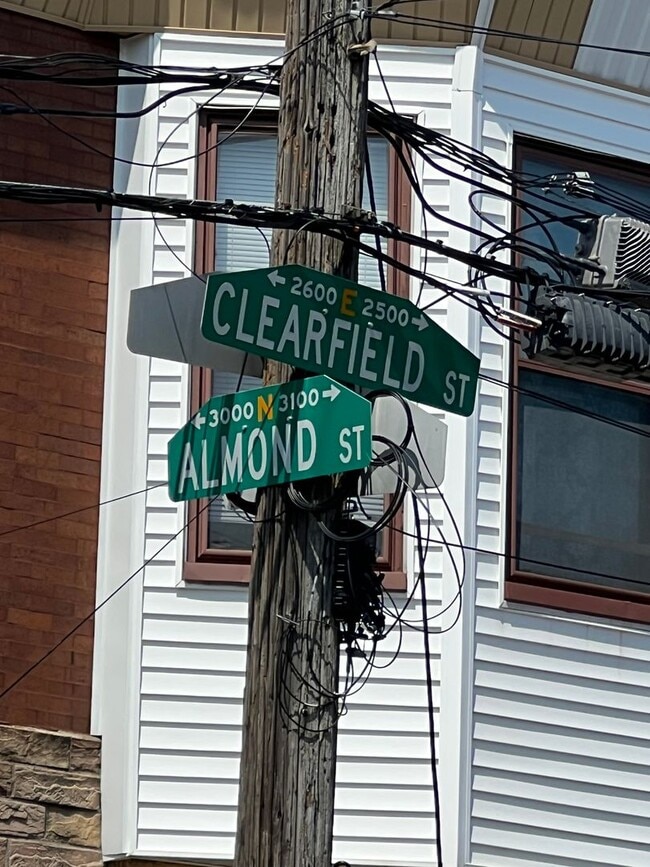 ← 2600 E 2500 →
CLEARFIELD ST
← 3000 N 3100 →
ALMOND ST